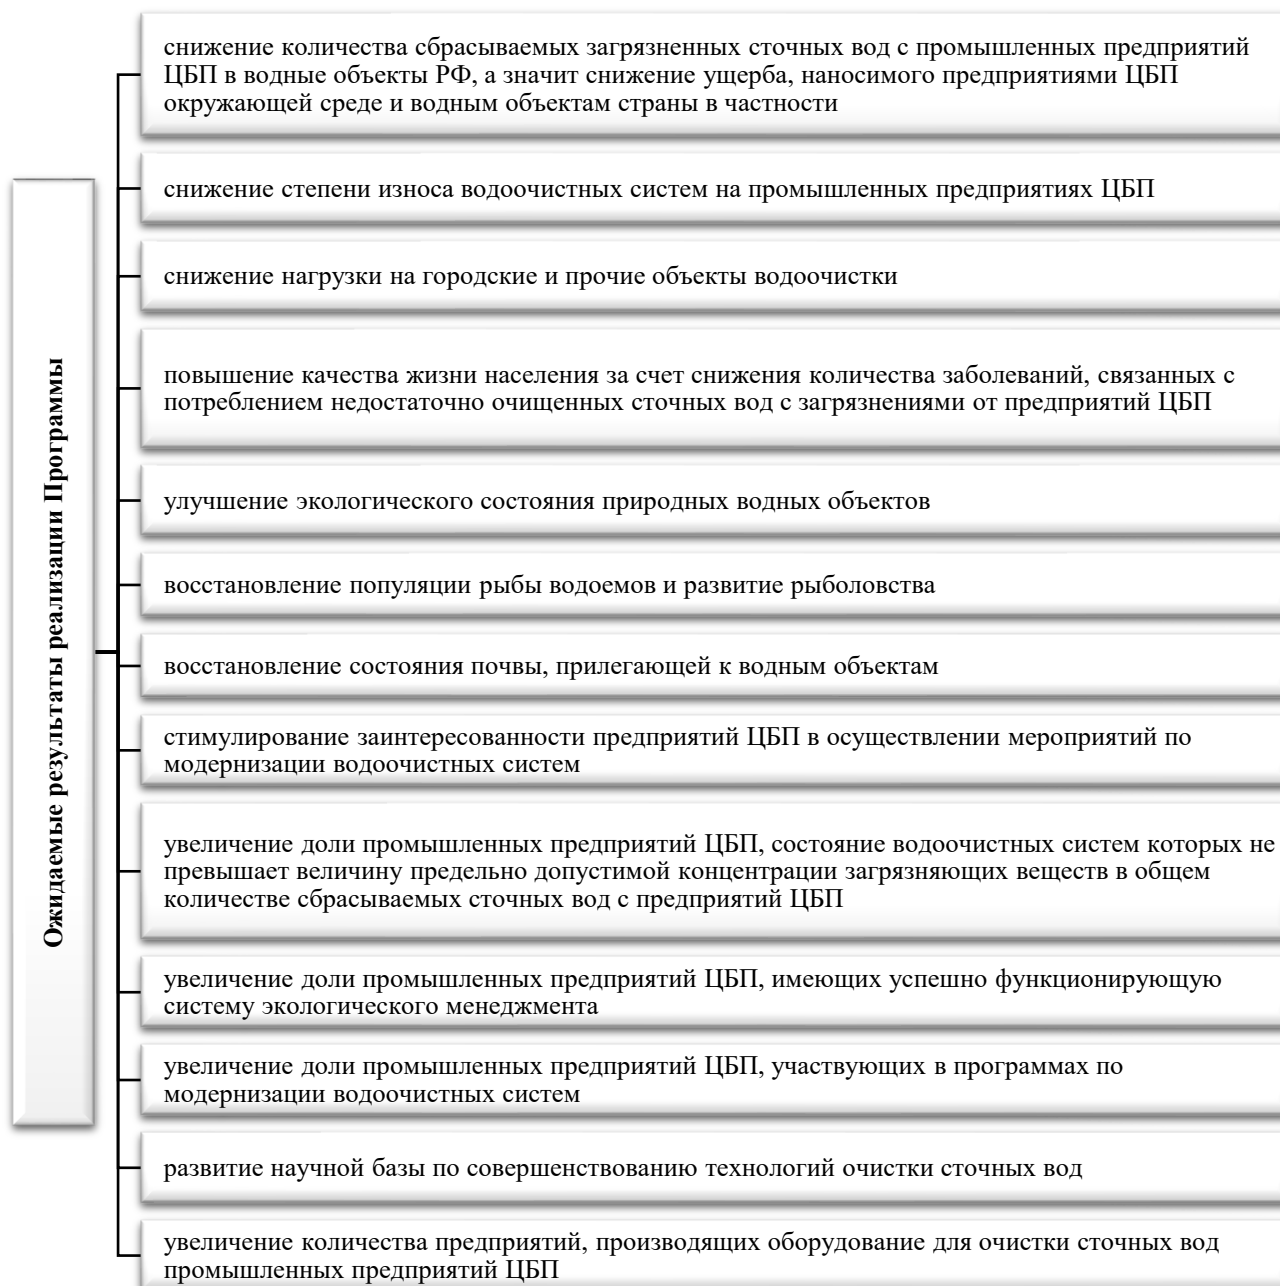 Ожидаемые результаты реализации Программы
снижение количества сбрасываемых загрязненных сточных вод с промышленных предприятий
ЦБП в водные объекты РФ, а значит снижение ущерба, наносимого предприятиями ЦБП
окружающей среде и водным объектам страны в частности
снижение степени износа водоочистных систем на промышленных предприятиях ЦБП
снижение нагрузки на городские и прочие объекты водоочистки
повышение качества жизни населения за счет снижения количества заболеваний, связанных с
потреблением недостаточно очищенных сточных вод с загрязнениями от предприятий ЦБП
улучшение экологического состояния природных водных объектов
восстановление популяции рыбы водоемов и развитие рыболовства
восстановление состояния почвы, прилегающей к водным объектам
стимулирование заинтересованности предприятий ЦБП в осуществлении мероприятий по
модернизации водоочистных систем
увеличение доли промышленных предприятий ЦБП, состояние водоочистных систем которых не
превышает величину предельно допустимой концентрации загрязняющих веществ в общем
количестве сбрасываемых сточных вод с предприятий ЦБП
увеличение доли промышленных предприятий ЦБП, имеющих успешно функционирующую
систему экологического менеджмента
увеличение доли промышленных предприятий ЦБП, участвующих в программах по
модернизации водоочистных систем
развитие научной базы по совершенствованию технологий очистки сточных вод
увеличение количества предприятий, производящих оборудование для очистки сточных вод
промышленных предприятий ЦБП